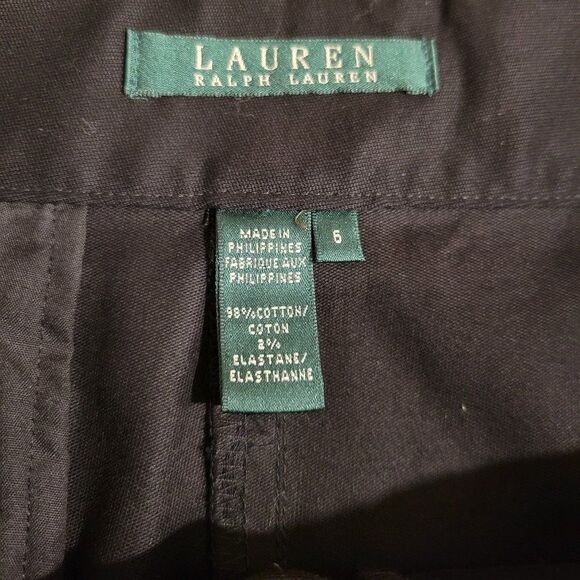 LAUREN
RALPH LAUREN
MADE IN
PHILIPPINES
FABRIQUE AUX
PHILIPPINES
98% COTTON/
COTON
2%
ELASTANE/
ELASTHANNE
6